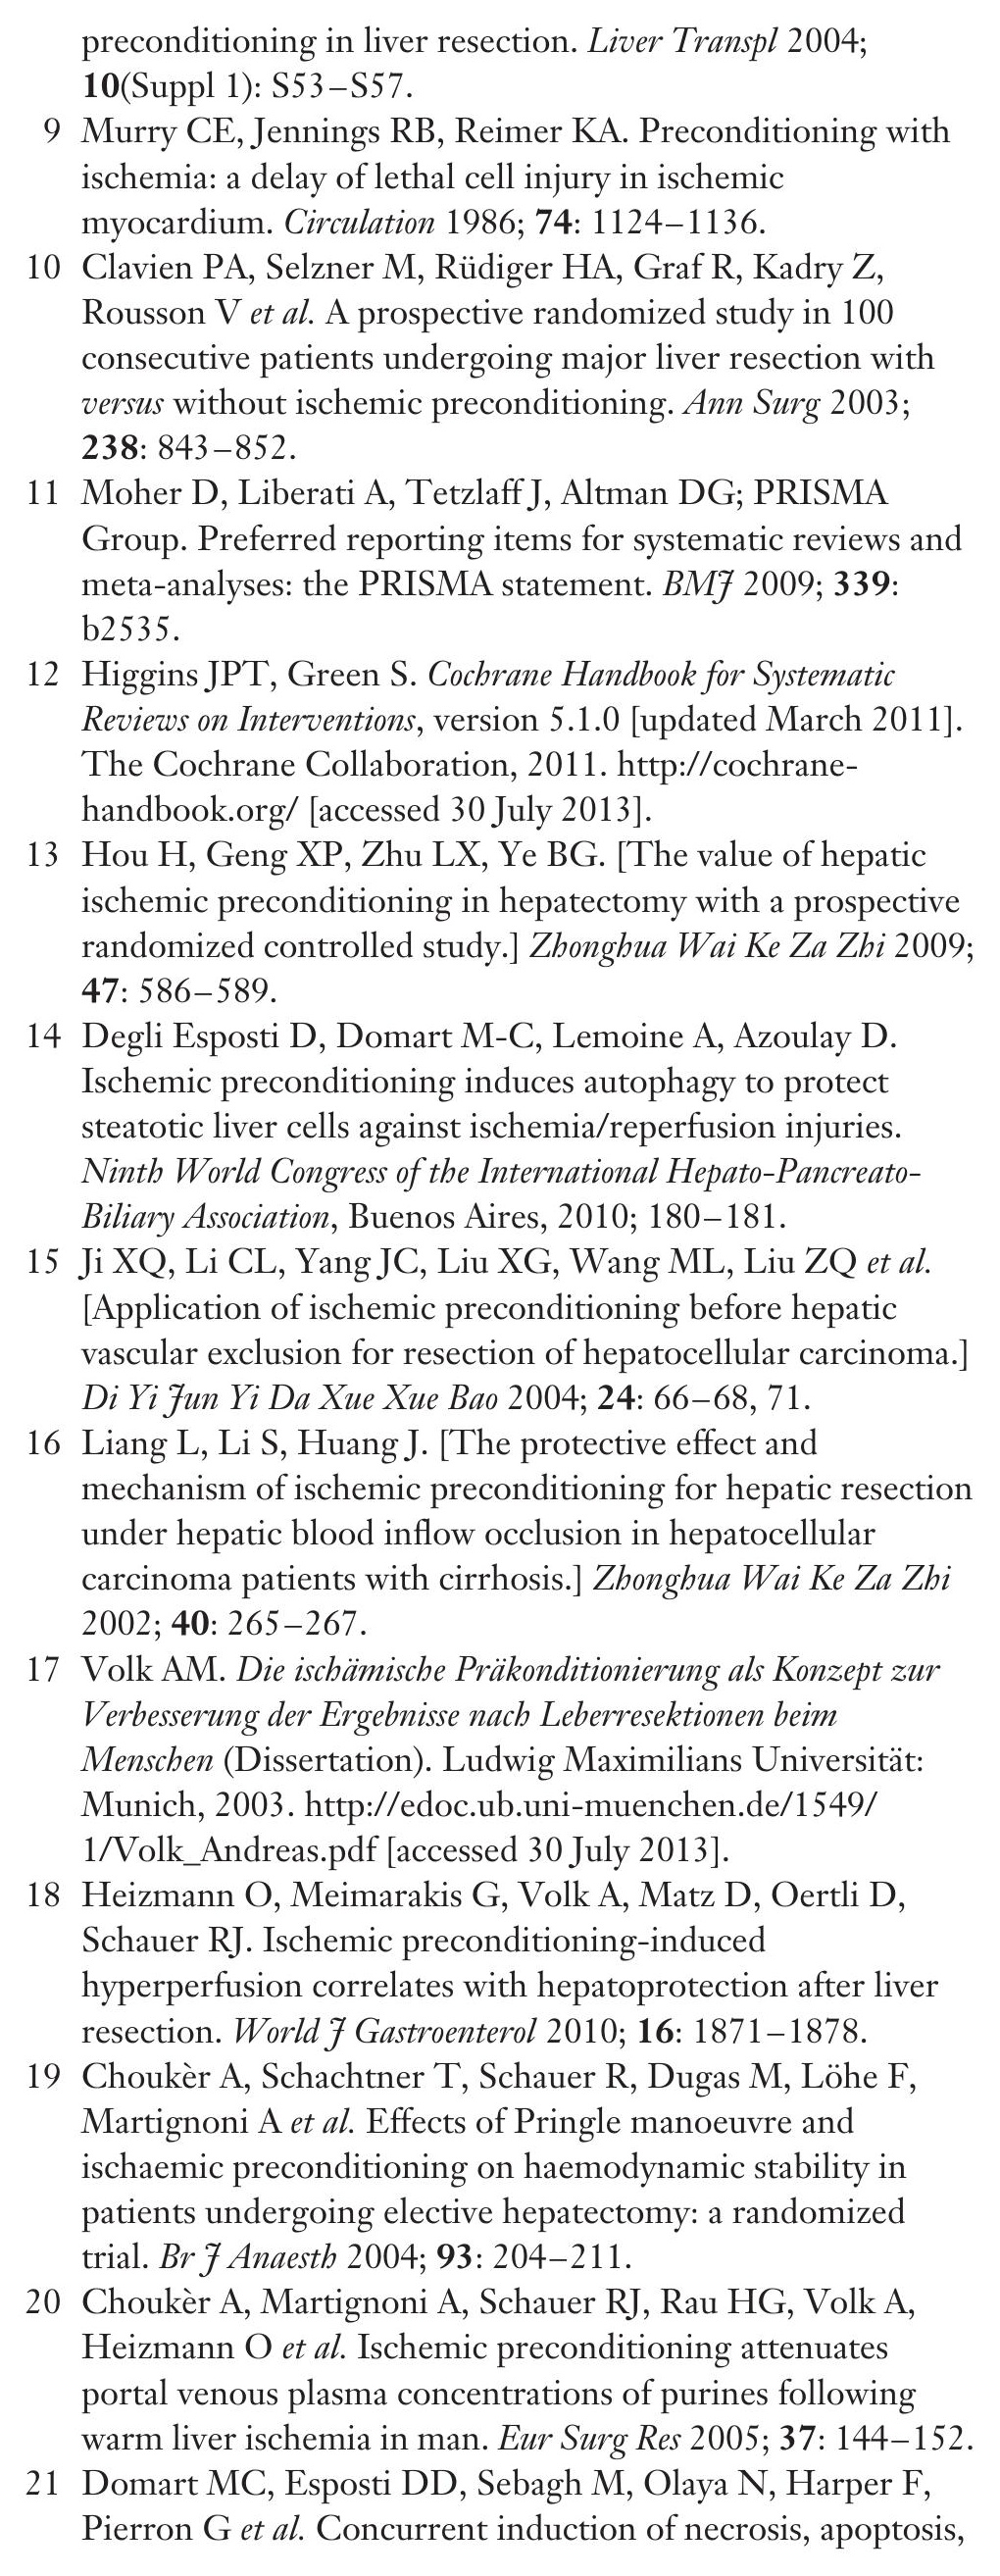 preconditioning in liver resection. Liver Transpl 2004;
10(Suppl 1): S53–S57.
9 Murry CE, Jennings RB, Reimer KA. Preconditioning with
ischemia: a delay of lethal cell injury in ischemic
myocardium. Circulation 1986; 74: 1124–1136.
10 Clavien PA, Selzner M, Rüdiger HA, Graf R, Kadry Z,
Rousson V et al. A prospective randomized study in 100
consecutive patients undergoing major liver resection with
versus without ischemic preconditioning. Ann Surg 2003;
238: 843–852.
11 Moher D, Liberati A, Tetzlaff J, Altman DG; PRISMA
Group. Preferred reporting items for systematic reviews and
meta-analyses: the PRISMA statement. BMJ 2009; 339:
b2535.
12 Higgins JPT, Green S. Cochrane Handbook for Systematic
Reviews on Interventions, version 5.1.0 [updated March 2011].
The Cochrane Collaboration, 2011. http://cochrane-
handbook.org/ [accessed 30 July 2013].
13 Hou H, Geng XP, Zhu LX, Ye BG. [The value of hepatic
ischemic preconditioning in hepatectomy with a prospective
randomized controlled study.] Zhonghua Wai Ke Za Zhi 2009;
47: 586–589.
14 Degli Esposti D, Domart M-C, Lemoine A, Azoulay D.
Ischemic preconditioning induces autophagy to protect
steatotic liver cells against ischemia/reperfusion injuries.
Ninth World Congress of the International Hepato-Pancreato-
Biliary Association, Buenos Aires, 2010; 180–181.
15 Ji XQ, Li CL, Yang JC, Liu XG, Wang ML, Liu ZQ et al.
[Application of ischemic preconditioning before hepatic
vascular exclusion for resection of hepatocellular carcinoma.]
Di Yi Jun Yi Da Xue Xue Bao 2004; 24: 66–68, 71.
16 Liang L, Li S, Huang J. [The protective effect and
mechanism of ischemic preconditioning for hepatic resection
under hepatic blood inflow occlusion in hepatocellular
carcinoma patients with cirrhosis.] Zhonghua Wai Ke Za Zhi
2002; 40: 265–267.
17 Volk AM. Die ischämische Präkonditionierung als Konzept zur
Verbesserung der Ergebnisse nach Leberresektionen beim
Menschen (Dissertation). Ludwig Maximilians Universität:
Munich, 2003. http://edoc.ub.uni-muenchen.de/1549/
1/Volk_Andreas.pdf [accessed 30 July 2013].
18 Heizmann O, Meimarakis G, Volk A, Matz D, Oertli D,
Schauer RJ. Ischemic preconditioning-induced
hyperperfusion correlates with hepatoprotection after liver
resection. World J Gastroenterol 2010; 16: 1871–1878.
19 Choukèr A, Schachtner T, Schauer R, Dugas M, Löhe F,
Martignoni A et al. Effects of Pringle manoeuvre and
ischaemic preconditioning on haemodynamic stability in
patients undergoing elective hepatectomy: a randomized
trial. Br J Anaesth 2004; 93: 204–211.
20 Choukèr A, Martignoni A, Schauer RJ, Rau HG, Volk A,
Heizmann O et al. Ischemic preconditioning attenuates
portal venous plasma concentrations of purines following
warm liver ischemia in man. Eur Surg Res 2005; 37: 144–152.
21 Domart MC, Esposti DD, Sebagh M, Olaya N, Harper F,
Pierron G et al. Concurrent induction of necrosis, apoptosis,